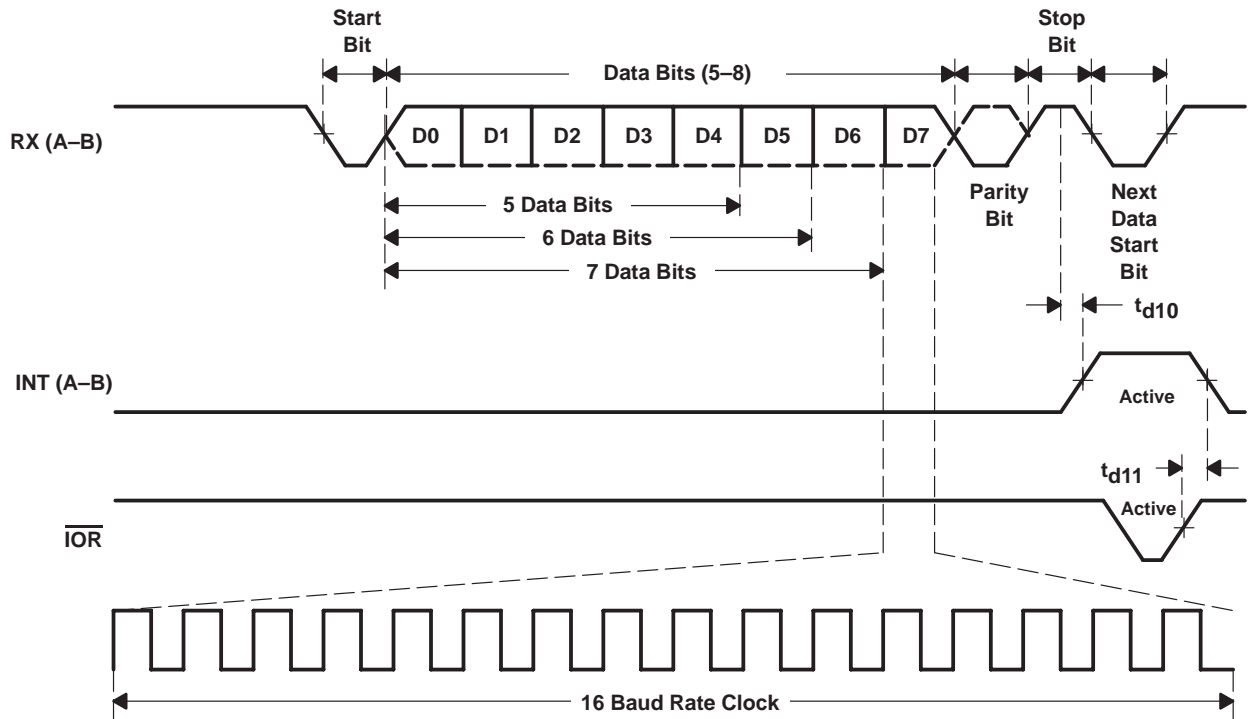 Start
Bit
Data Bits (5–8)
Stop
Bit
RX (A–B)
D0 D1 D2 D3 D4 D5 D6 D7
5 Data Bits
6 Data Bits
7 Data Bits
Parity
Bit
Next
Data
Start
Bit
td10
INT (A–B)
Active
td11
IOR
Active
16 Baud Rate Clock